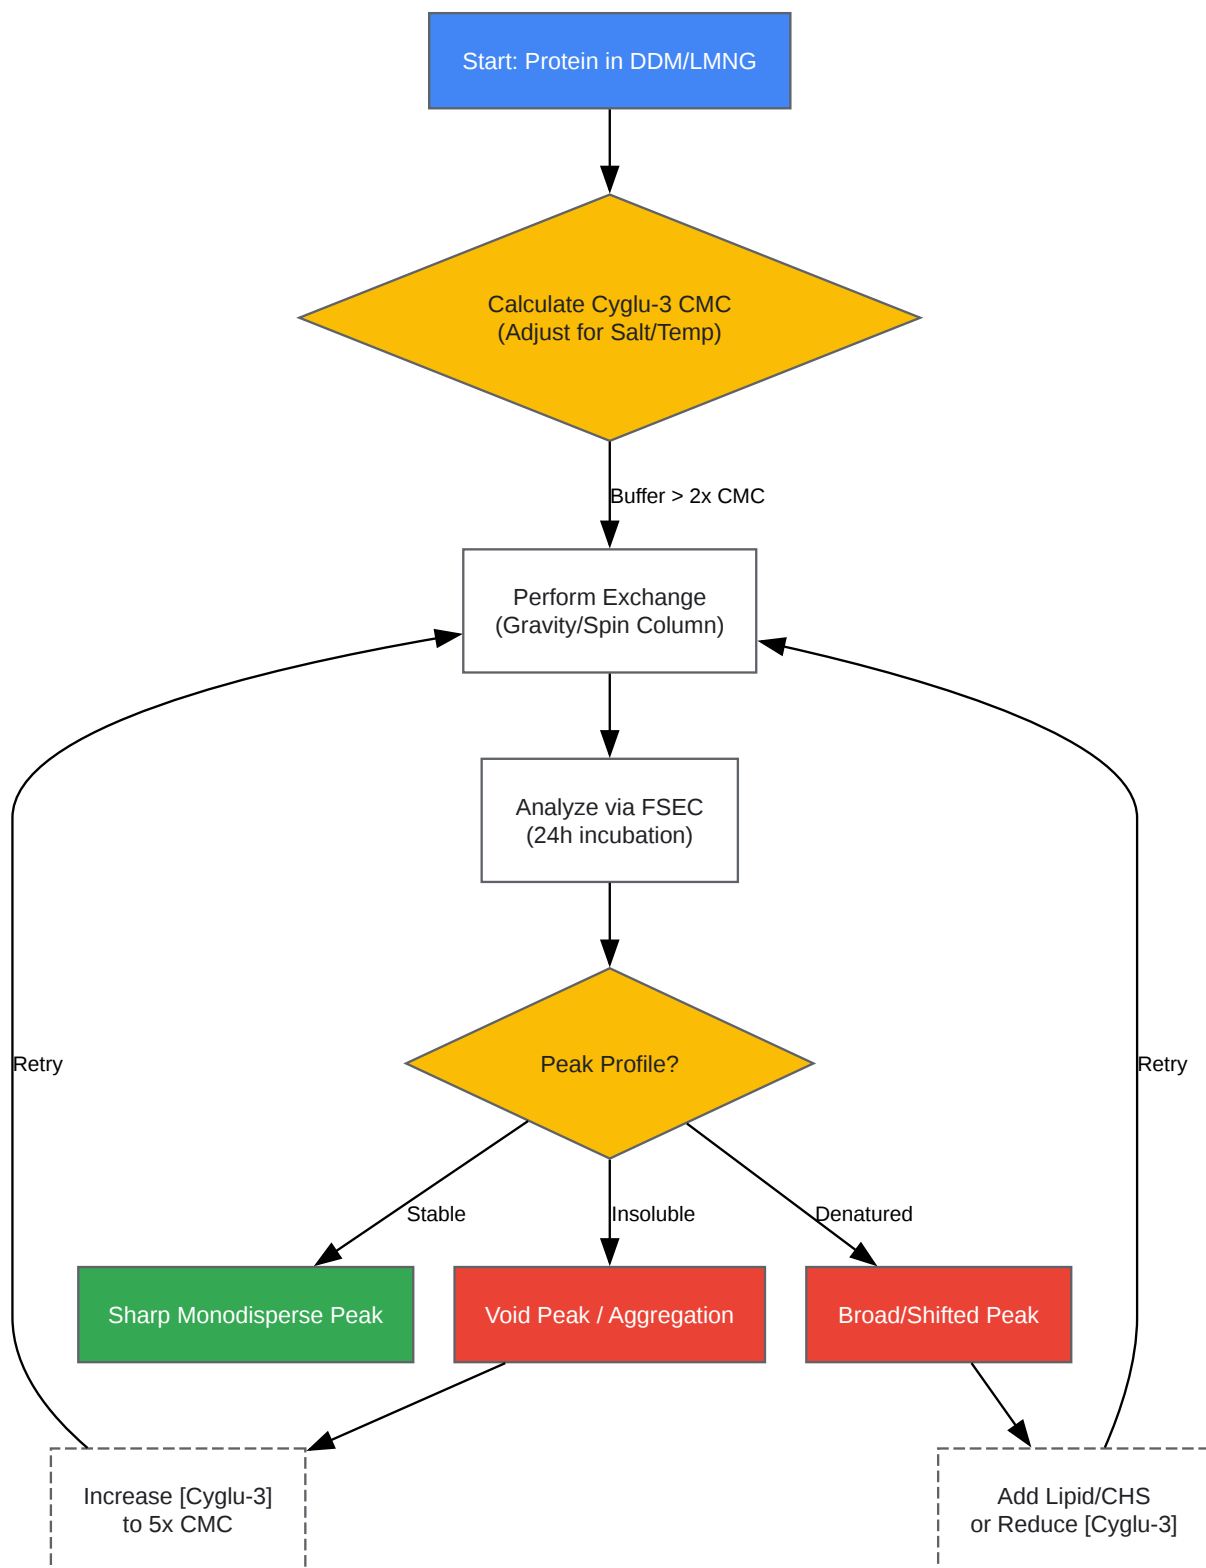 Start: Protein in DDM/LMNG
Calculate Cyglu-3 CMC
(Adjust for Salt/Temp)
Buffer > 2x CMC
Perform Exchange
(Gravity/Spin Column)
Analyze via FSEC
(24h incubation)
Peak Profile?
Retry
Retry
Stable
Insoluble
Denatured
Sharp Monodisperse Peak
Void Peak / Aggregation
Broad/Shifted Peak
Increase [Cyglu-3]
to 5x CMC
Add Lipid/CHS
or Reduce [Cyglu-3]